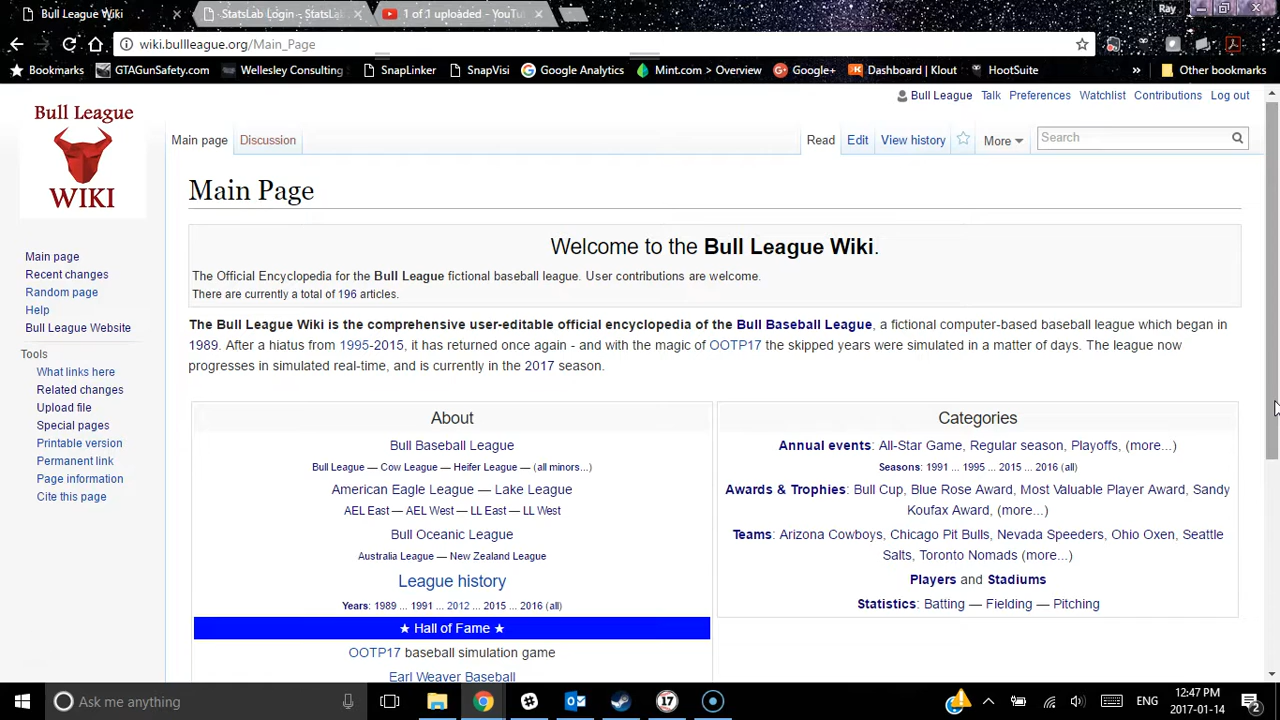 Bull League Wiki
StatsLab Login - StatsLa
1 of 1 uploaded - YouTu
Ray
wiki.bullleague.org/Main_Page
Bookmarks
GTAGunSafety.com
Wellesley Consulting
SnapLinker
SnapVisi
Google Analytics
Mint.com > Overview
Google+
Dashboard | Klout
HootSuite
»
Other bookmarks
Bull League
WIKI
Bull League Talk Preferences Watchlist Contributions Log out
Main page Discussion
Read Edit View history More
Search
Main Page
Welcome to the Bull League Wiki.
The Official Encyclopedia for the Bull League fictional baseball league. User contributions are welcome.
There are currently a total of 196 articles.
The Bull League Wiki is the comprehensive user-editable official encyclopedia of the Bull Baseball League, a fictional computer-based baseball league which began in
1989. After a hiatus from 1995-2015, it has returned once again - and with the magic of OOTP17 the skipped years were simulated in a matter of days. The league now
progresses in simulated real-time, and is currently in the 2017 season.
Main page
Recent changes
Random page
Help
Bull League Website
Tools
What links here
Related changes
Upload file
Special pages
Printable version
Permanent link
Page information
Cite this page
About
Bull Baseball League
Bull League — Cow League — Heifer League — (all minors...)
American Eagle League — Lake League
AEL East — AEL West — LL East — LL West
Bull Oceanic League
Australia League — New Zealand League
League history
Years: 1989 ... 1991 ... 2012 ... 2015 ... 2016 (all)
★ Hall of Fame ★
OOTP17 baseball simulation game
Earl Weaver Baseball
Categories
Annual events: All-Star Game, Regular season, Playoffs, (more...)
Seasons: 1991 ... 1995 ... 2015 ... 2016 (all)
Awards & Trophies: Bull Cup, Blue Rose Award, Most Valuable Player Award, Sandy
Koufax Award, (more...)
Teams: Arizona Cowboys, Chicago Pit Bulls, Nevada Speeders, Ohio Oxen, Seattle
Salts, Toronto Nomads (more...)
Players and Stadiums
Statistics: Batting — Fielding — Pitching
Ask me anything
17
ENG
12:47 PM
2017-01-14
2